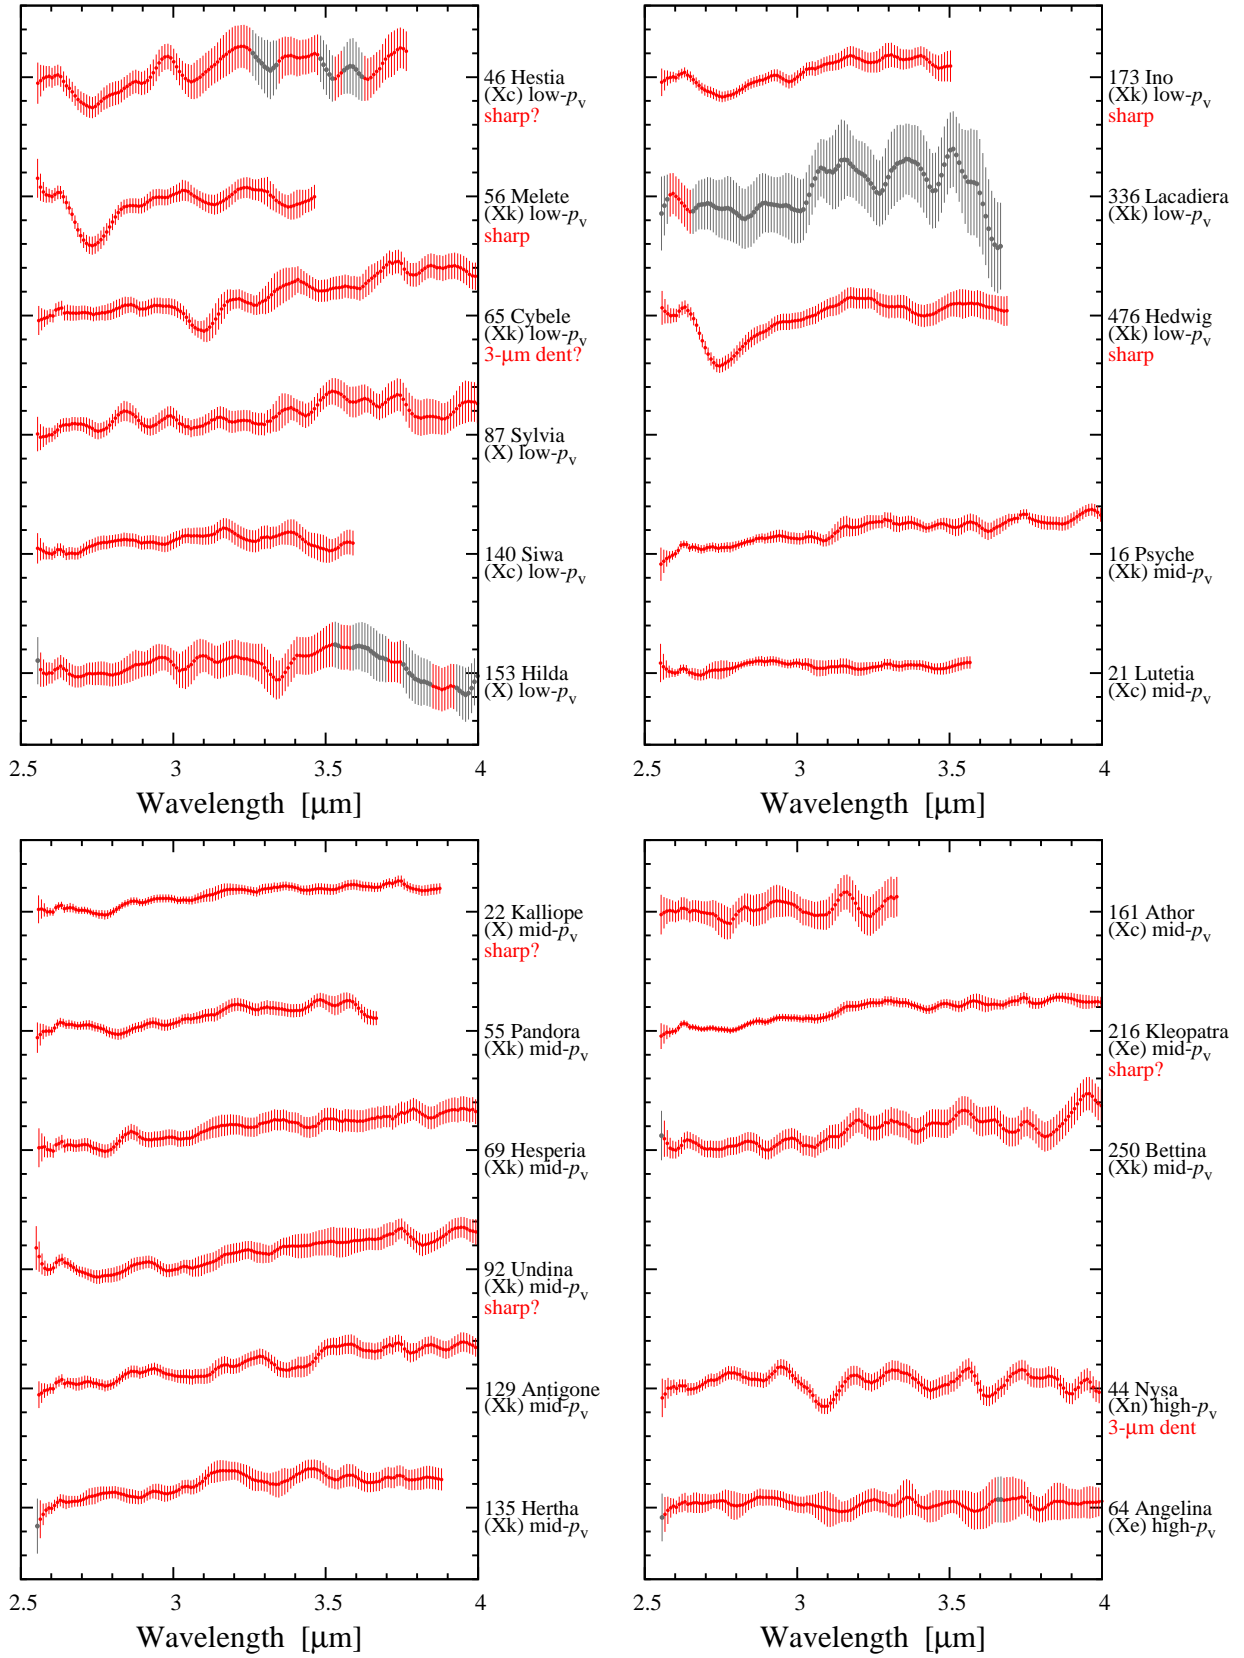 46 Hestia
(Xc) low-pv
sharp?
56 Melete
(Xk) low-pv
sharp
65 Cybele
(Xk) low-pv
3-μm dent?
87 Sylvia
(X) low-pv
140 Siwa
(Xc) low-pv
153 Hilda
(X) low-pv
2.5 3 3.5 4
Wavelength [μm]
173 Ino
(Xk) low-pv
sharp
336 Lacadiera
(Xk) low-pv
476 Hedwig
(Xk) low-pv
sharp
16 Psyche
(Xk) mid-pv
21 Lutetia
(Xc) mid-pv
2.5 3 3.5 4
Wavelength [μm]
22 Kalliope
(X) mid-pv
sharp?
55 Pandora
(Xk) mid-pv
69 Hesperia
(Xk) mid-pv
92 Undina
(Xk) mid-pv
sharp?
129 Antigone
(Xk) mid-pv
135 Hertha
(Xk) mid-pv
2.5 3 3.5 4
Wavelength [μm]
161 Athor
(Xc) mid-pv
216 Kleopatra
(Xe) mid-pv
sharp?
250 Bettina
(Xk) mid-pv
44 Nysa
(Xn) high-pv
3-μm dent
64 Angelina
(Xe) high-pv
2.5 3 3.5 4
Wavelength [μm]